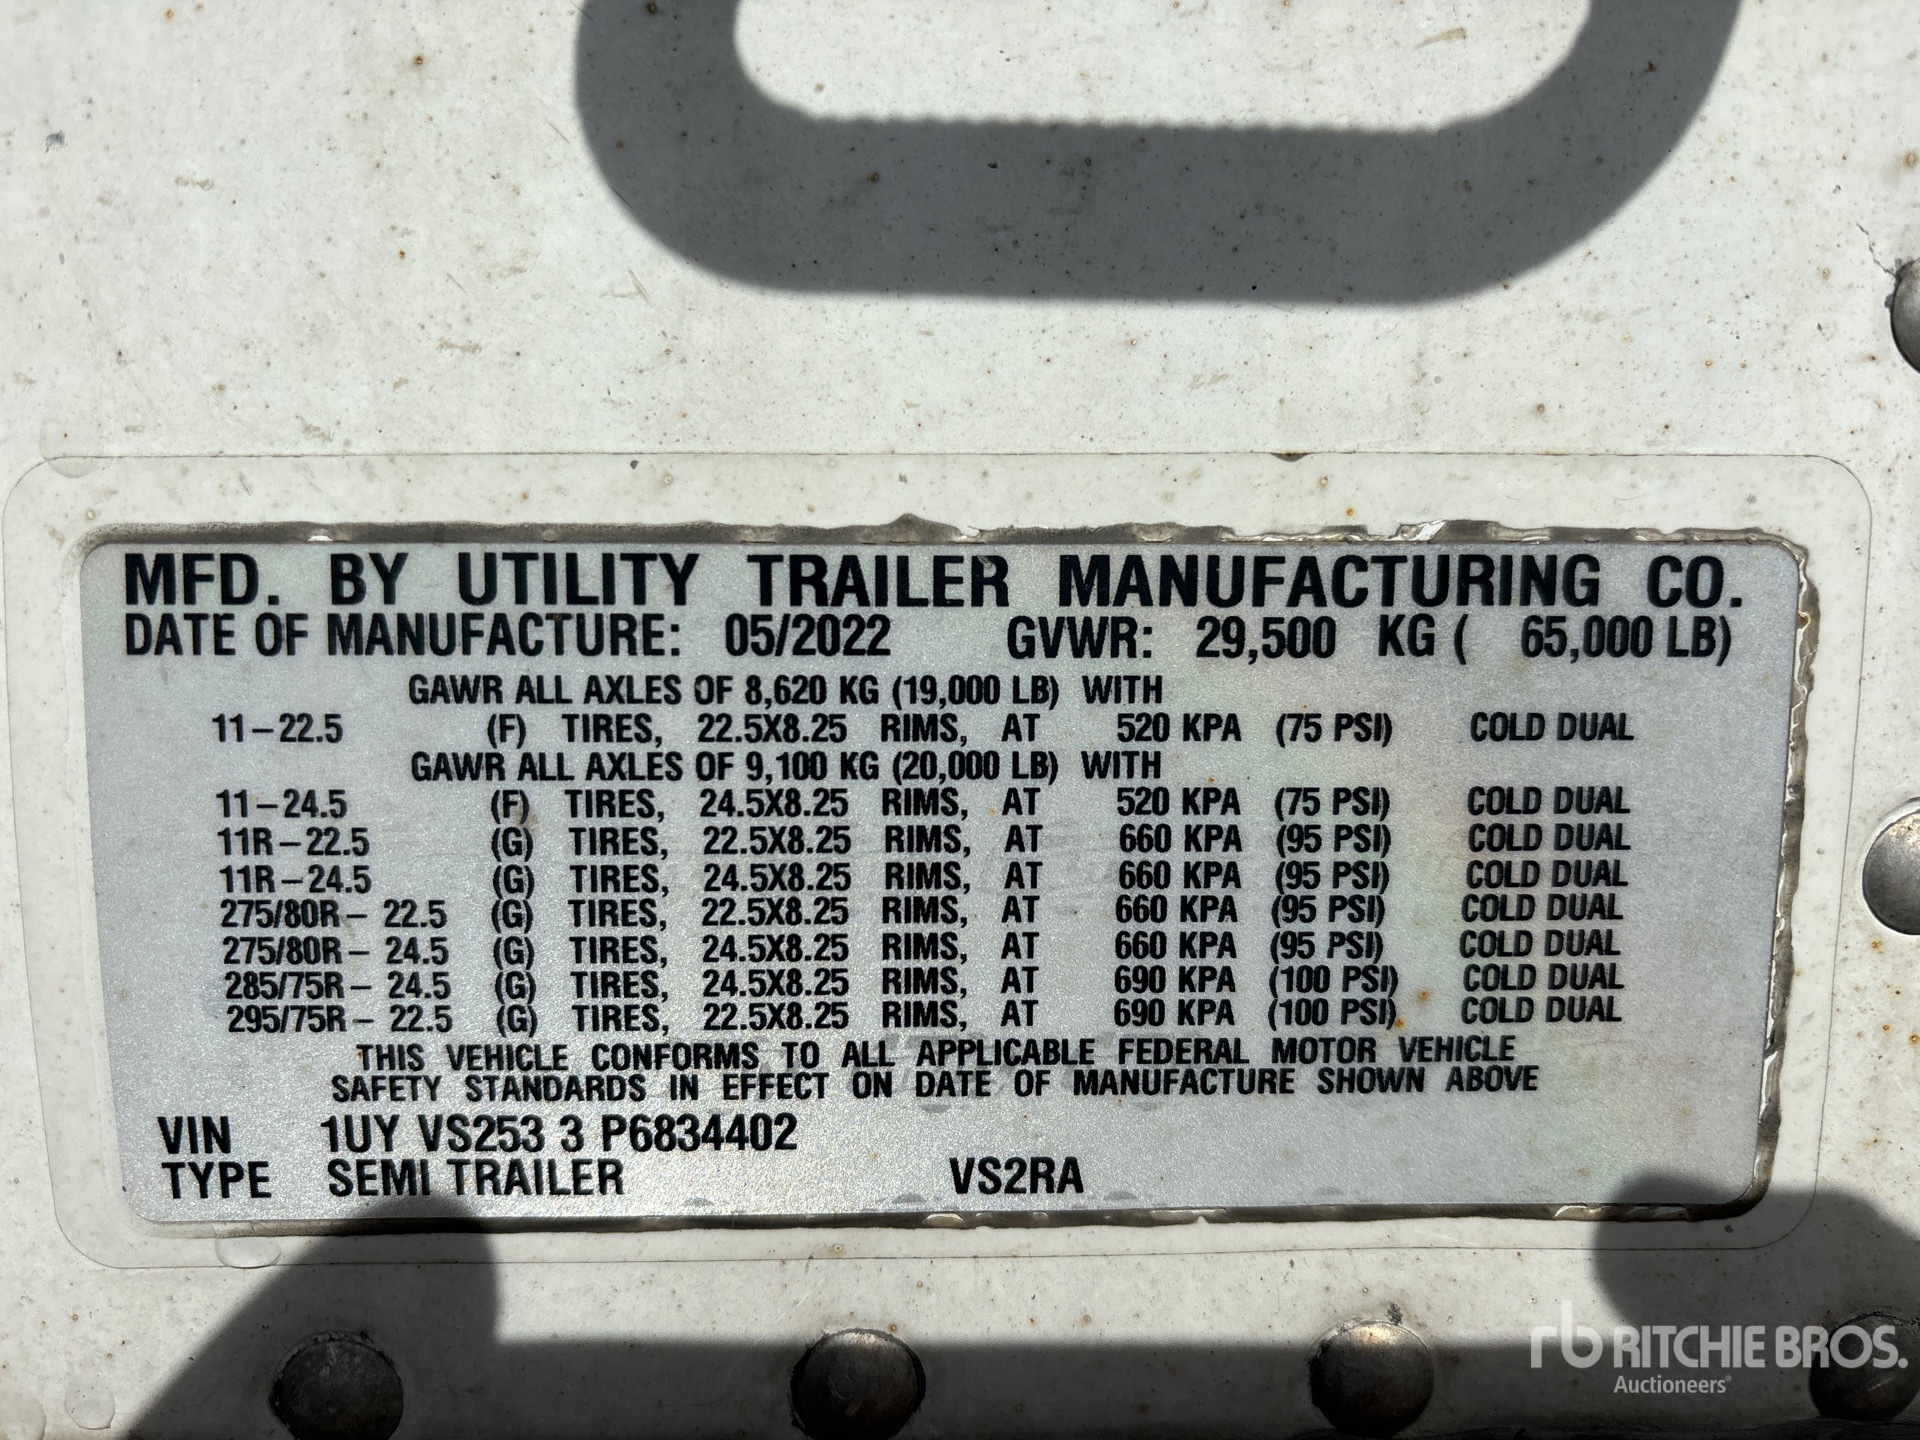 MFD. BY UTILITY TRAILER MANUFACTURING CO.
DATE OF MANUFACTURE: 05/2022 GVWR: 29,500 KG ( 65,000 LB)
GAWR ALL AXLES OF 8,620 KG (19,000 LB) WITH
11-22.5 (F) TIRES, 22.5X8.25 RIMS, AT 520 KPA (75 PSI) COLD DUAL
GAWR ALL AXLES OF 9,100 KG (20,000 LB) WITH
11-24.5 (F) TIRES, 24.5X8.25 RIMS, AT 520 KPA (75 PSI) COLD DUAL
11R-22.5 (G) TIRES, 22.5X8.25 RIMS, AT 660 KPA (95 PSI) COLD DUAL
11R-24.5 (G) TIRES, 24.5X8.25 RIMS, AT 660 KPA (95 PSI) COLD DUAL
275/80R- 22.5 (G) TIRES, 22.5X8.25 RIMS, AT 660 KPA (95 PSI) COLD DUAL
275/80R- 24.5 (G) TIRES, 24.5X8.25 RIMS, AT 660 KPA (95 PSI) COLD DUAL
285/75R- 24.5 (G) TIRES, 24.5X8.25 RIMS, AT 690 KPA (100 PSI) COLD DUAL
295/75R- 22.5 (G) TIRES, 22.5X8.25 RIMS, AT 690 KPA (100 PSI) COLD DUAL
THIS VEHICLE CONFORMS TO ALL APPLICABLE FEDERAL MOTOR VEHICLE
SAFETY STANDARDS IN EFFECT ON DATE OF MANUFACTURE SHOWN ABOVE
VIN 1UY VS253 3 P6834402
TYPE SEMI TRAILER VS2RA
rb RITCHIE BROS.
Auctioneers